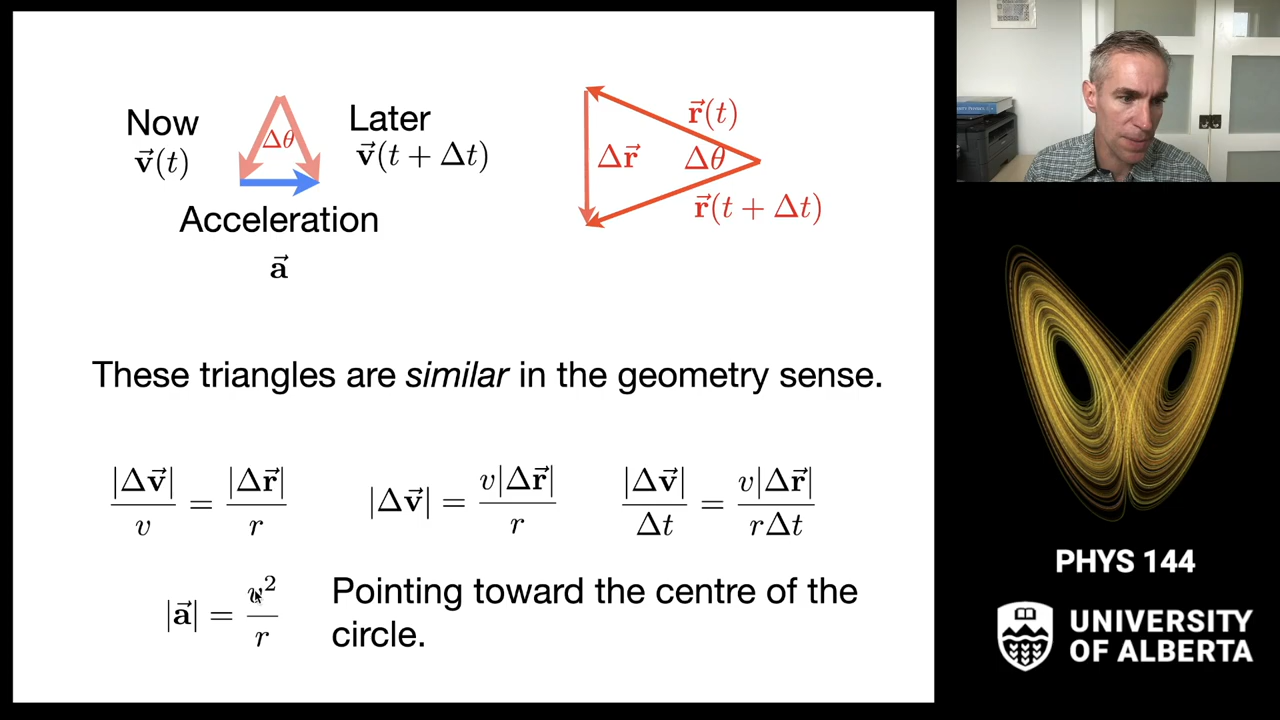 Now
v⃗(t)
Δθ
Later
v⃗(t + Δt)
Acceleration
a⃗
r⃗(t)
Δr⃗
Δθ
r⃗(t + Δt)
These triangles are similar in the geometry sense.
|Δv⃗| / v = |Δr⃗| / r
|Δv⃗| = v|Δr⃗| / r
|Δv⃗| / Δt = v|Δr⃗| / rΔt
|a⃗| = v² / r
Pointing toward the centre of the
circle.
PHYS 144
UNIVERSITY
OF ALBERTA